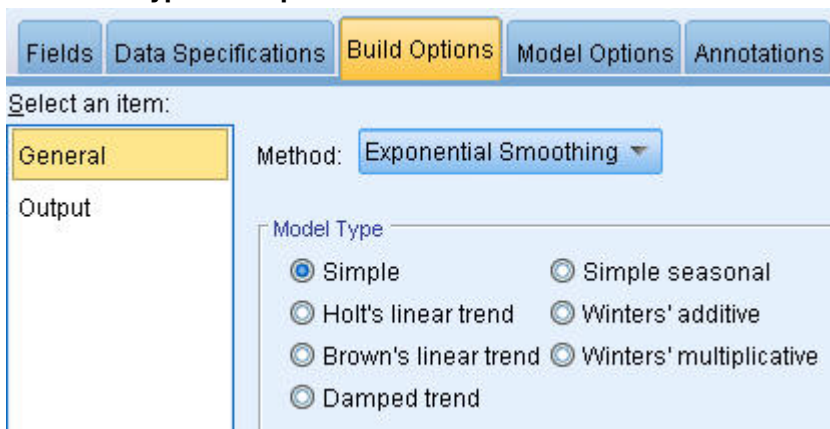 Fields Data Specifications Build Options Model Options Annotations
Select an item:
General
Output
Method: Exponential Smoothing
Model Type
Simple Simple seasonal
Holt's linear trend Winters' additive
Brown's linear trend Winters' multiplicative
Damped trend